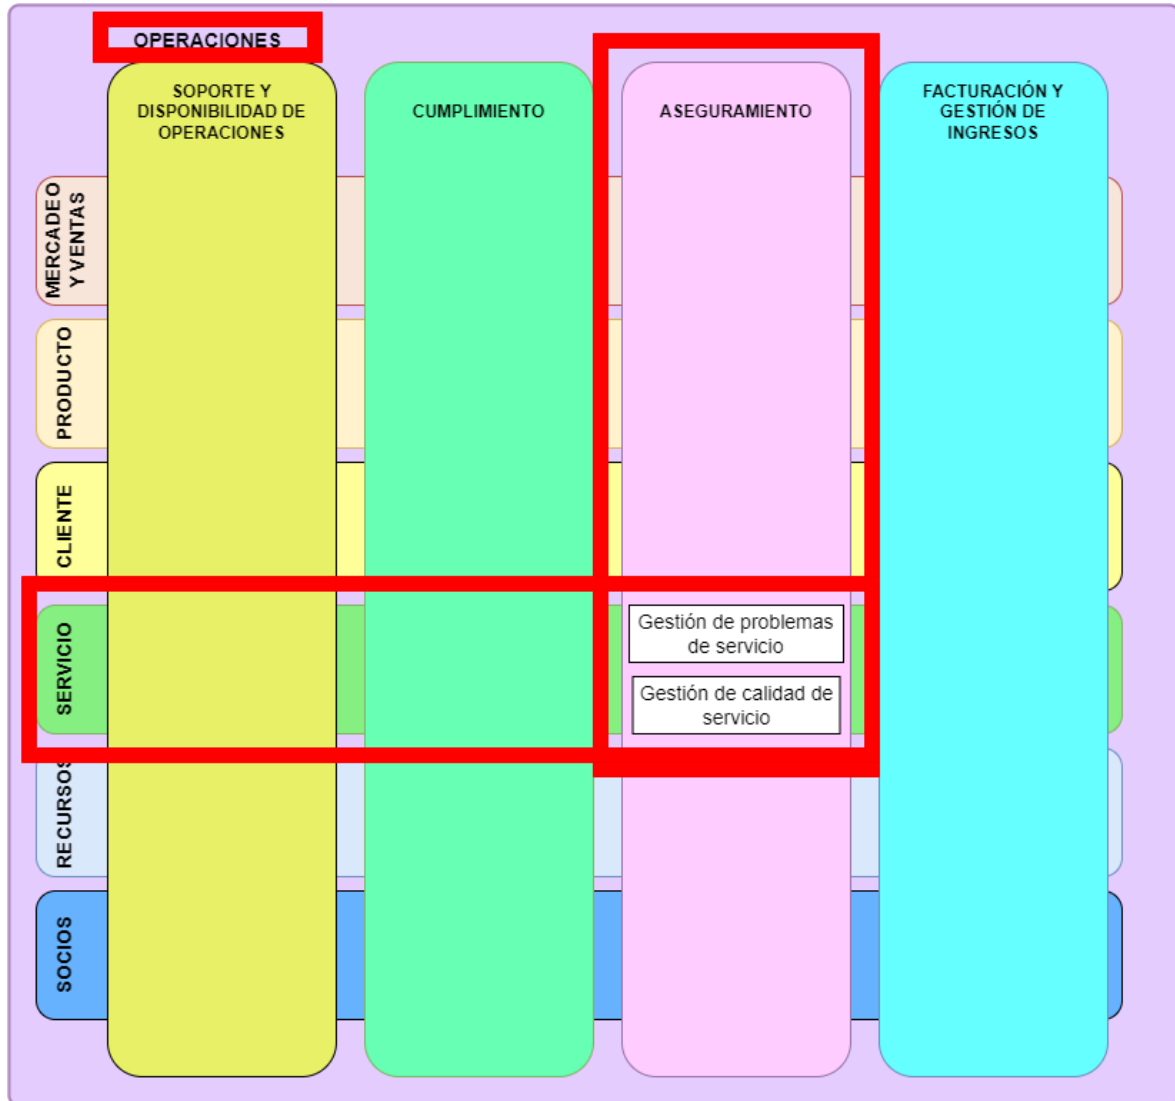 OPERACIONES
SOPORTE Y
DISPONIBILIDAD DE
OPERACIONES
CUMPLIMIENTO
ASEGURAMIENTO
FACTURACIÓN Y
GESTIÓN DE
INGRESOS
MERCADEO
Y VENTAS
PRODUCTO
CLIENTE
SERVICIO
Gestión de problemas
de servicio
Gestión de calidad de
servicio
RECURSOS
SOCIOS